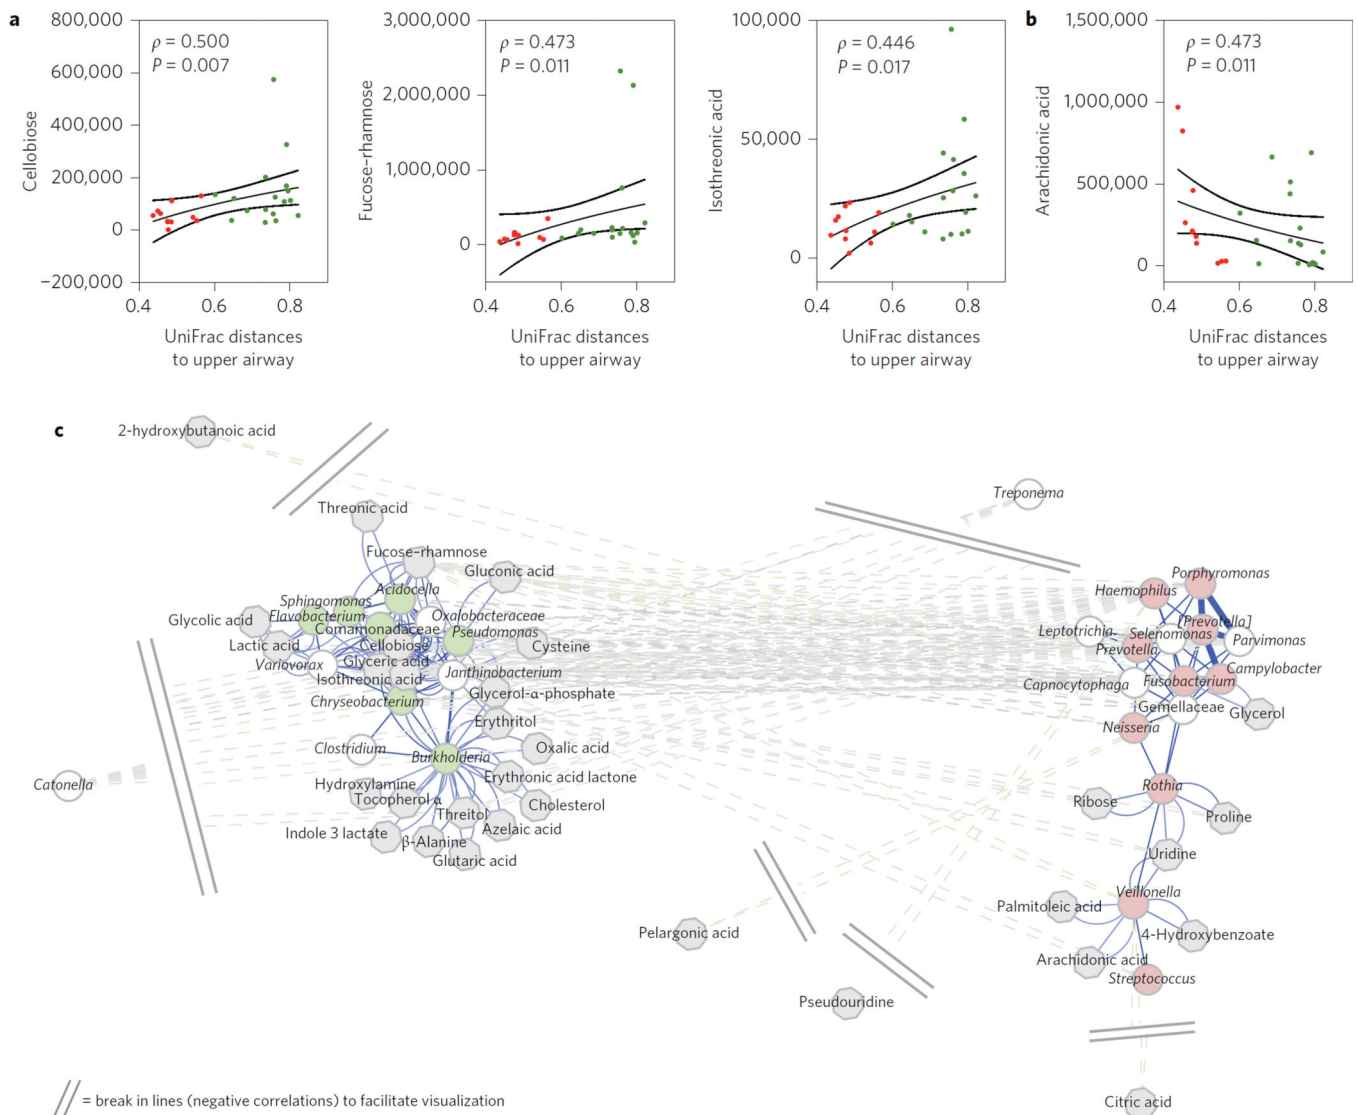 a
800,000
600,000
400,000
200,000
0
−200,000
Cellobiose
ρ = 0.500
P = 0.007
0.4
0.6
0.8
UniFrac distances
to upper airway
3,000,000
2,000,000
1,000,000
0
Fucose–rhamnose
ρ = 0.473
P = 0.011
0.4
0.6
0.8
UniFrac distances
to upper airway
100,000
50,000
0
Isothreonic acid
ρ = 0.446
P = 0.017
0.4
0.6
0.8
UniFrac distances
to upper airway
b
1,500,000
1,000,000
500,000
0
Arachidonic acid
ρ = 0.473
P = 0.011
0.4
0.6
0.8
UniFrac distances
to upper airway
c
2-hydroxybutanoic acid
Threonic acid
Fucose–rhamnose
Gluconic acid
Acidocella
Sphingomonas
Flavobacterium
Oxalobacteraceae
Glycolic acid
Comamonadaceae
Pseudomonas
Lactic acid
Cellobiose
Cysteine
Variovorax
Glyceric acid
Isothreonic acid
Janthinobacterium
Glycerol-α-phosphate
Chryseobacterium
Erythritol
Clostridium
Burkholderia
Oxalic acid
Catonella
Hydroxylamine
Erythronic acid lactone
Tocopherol α
Threitol
Cholesterol
Indole 3 lactate
β-Alanine
Azelaic acid
Glutaric acid
Treponema
Porphyromonas
Haemophilus
[Prevotella]
Leptotrichia
Selenomonas
Parvimonas
Prevotella
Campylobacter
Capnocytophaga
Fusobacterium
Gemellaceae
Glycerol
Neisseria
Rothia
Ribose
Proline
Uridine
Veillonella
Palmitoleic acid
4-Hydroxybenzoate
Pelargonic acid
Arachidonic acid
Streptococcus
Pseudouridine
Citric acid
= break in lines (negative correlations) to facilitate visualization